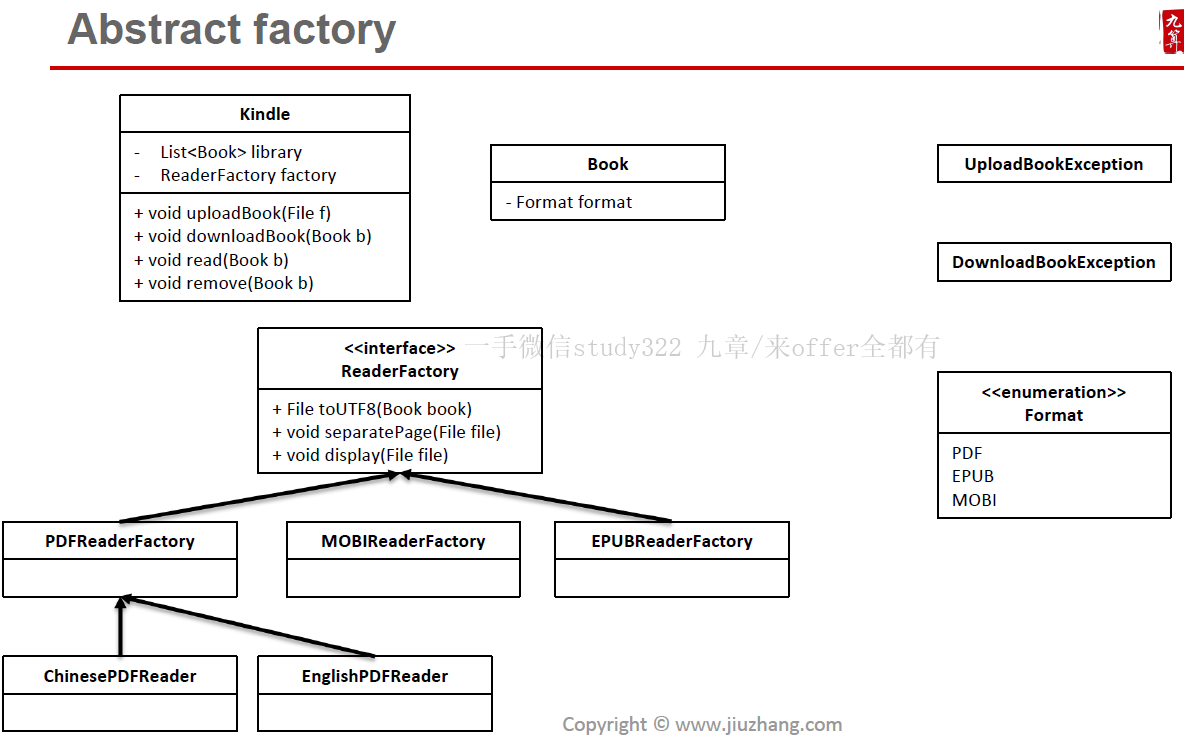 Abstract factory
九
算
Kindle
- List<Book> library
- ReaderFactory factory
+ void uploadBook(File f)
+ void downloadBook(Book b)
+ void read(Book b)
+ void remove(Book b)
Book
- Format format
UploadBookException
DownloadBookException
<<interface>>
ReaderFactory
+ File toUTF8(Book book)
+ void separatePage(File file)
+ void display(File file)
一手微信study322 九章/来offer全都有
<<enumeration>>
Format
PDF
EPUB
MOBI
PDFReaderFactory
MOBIReaderFactory
EPUBReaderFactory
ChinesePDFReader
EnglishPDFReader
Copyright © www.jiuzhang.com